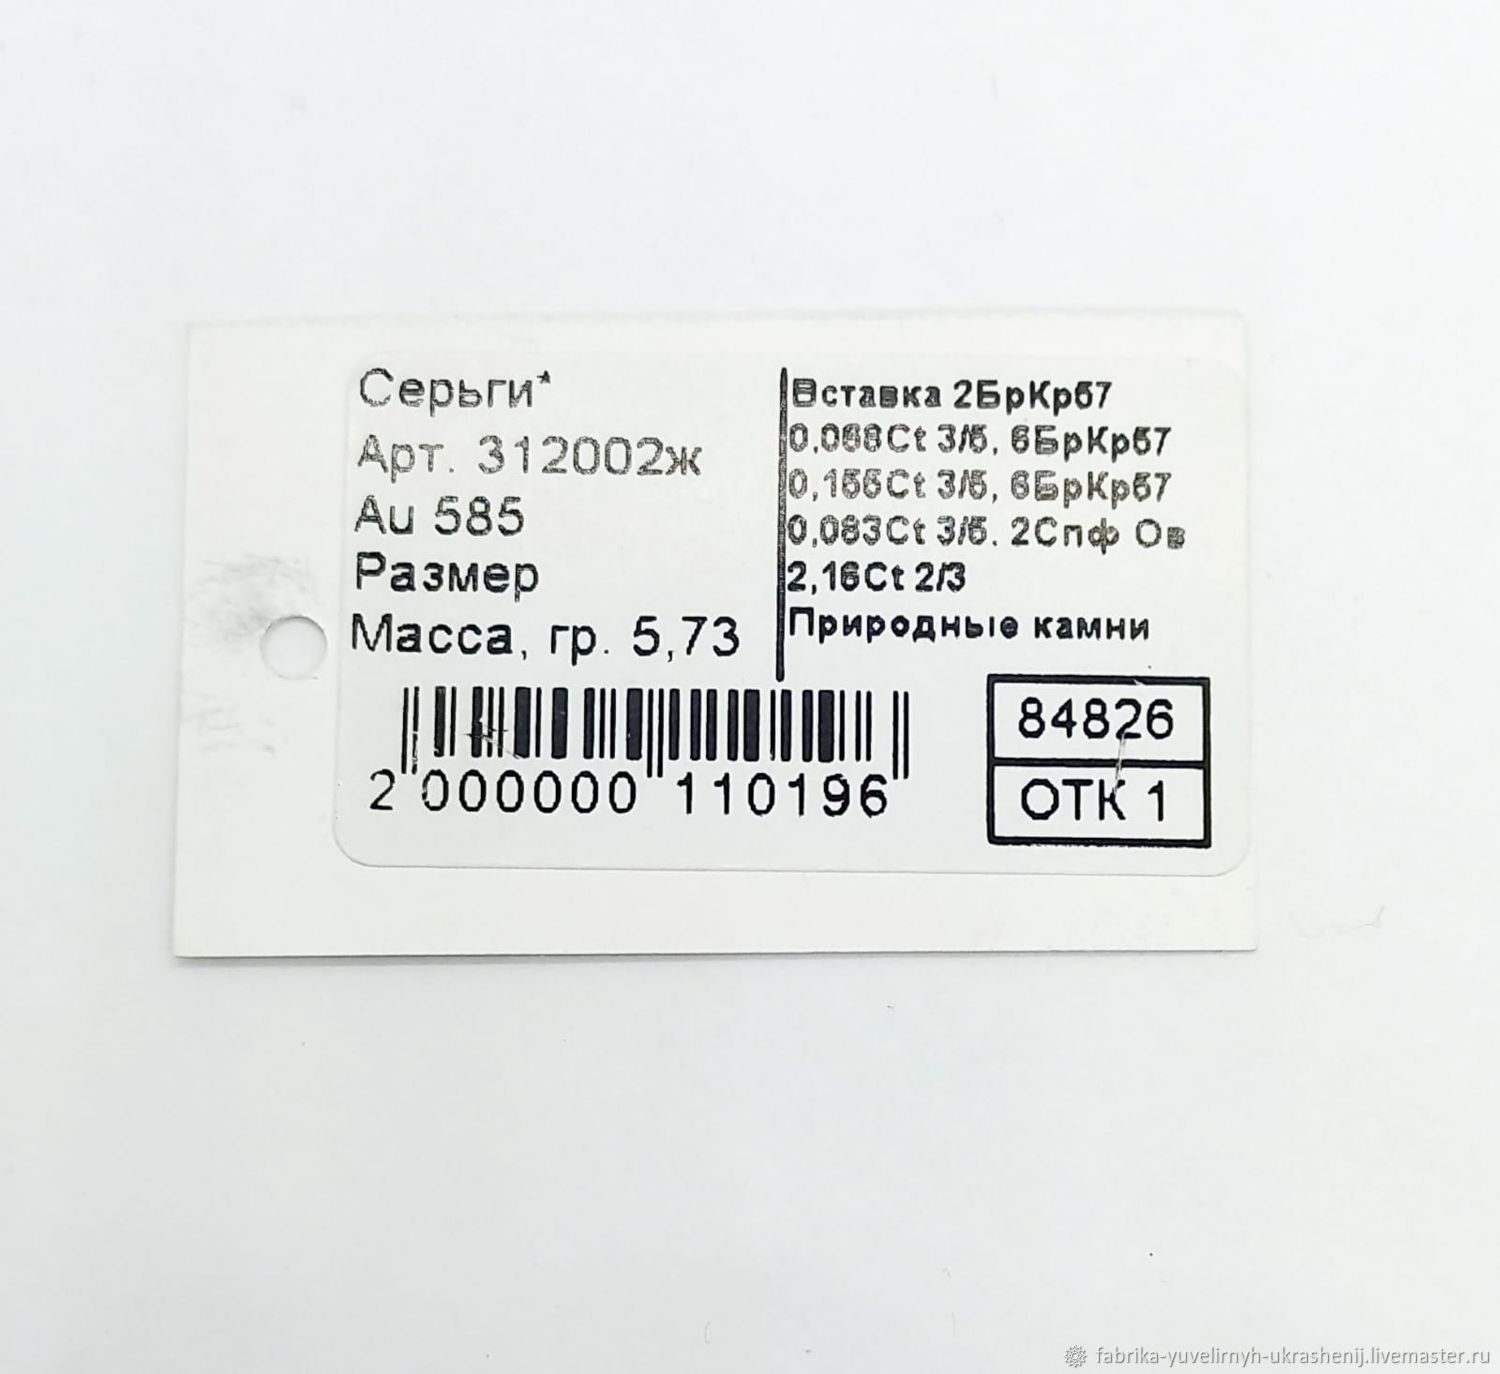 Серьги*
Арт. 312002ж
Au 585
Размер
Масса, гр. 5,73
Вставка 2БрКр57
0,068Ct 3/5, 6БрКр57
0,155Ct 3/5, 6БрКр57
0,083Ct 3/5. 2Спф Ов
2,16Ct 2/3
Природные камни
2 000000 110196
84826
ОТК 1
fabrika-yuvelirnyh-ukrashenij.livemaster.ru